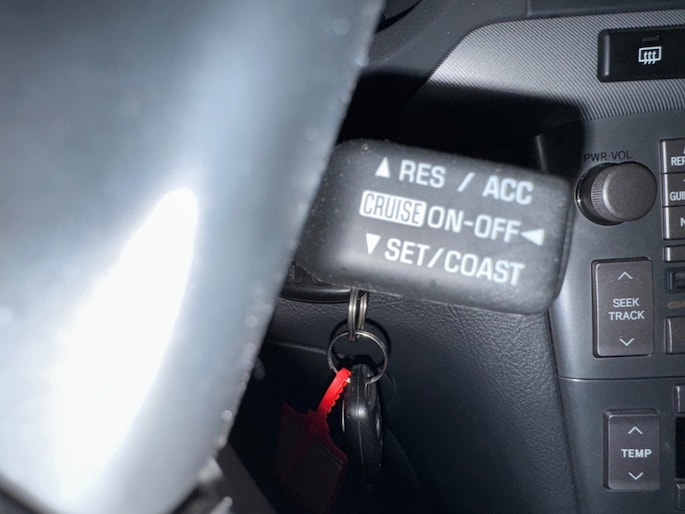 ▲ RES / ACC
CRUISE ON-OFF ◄
▼ SET/COAST
PWR·VOL
SEEK
TRACK
TEMP